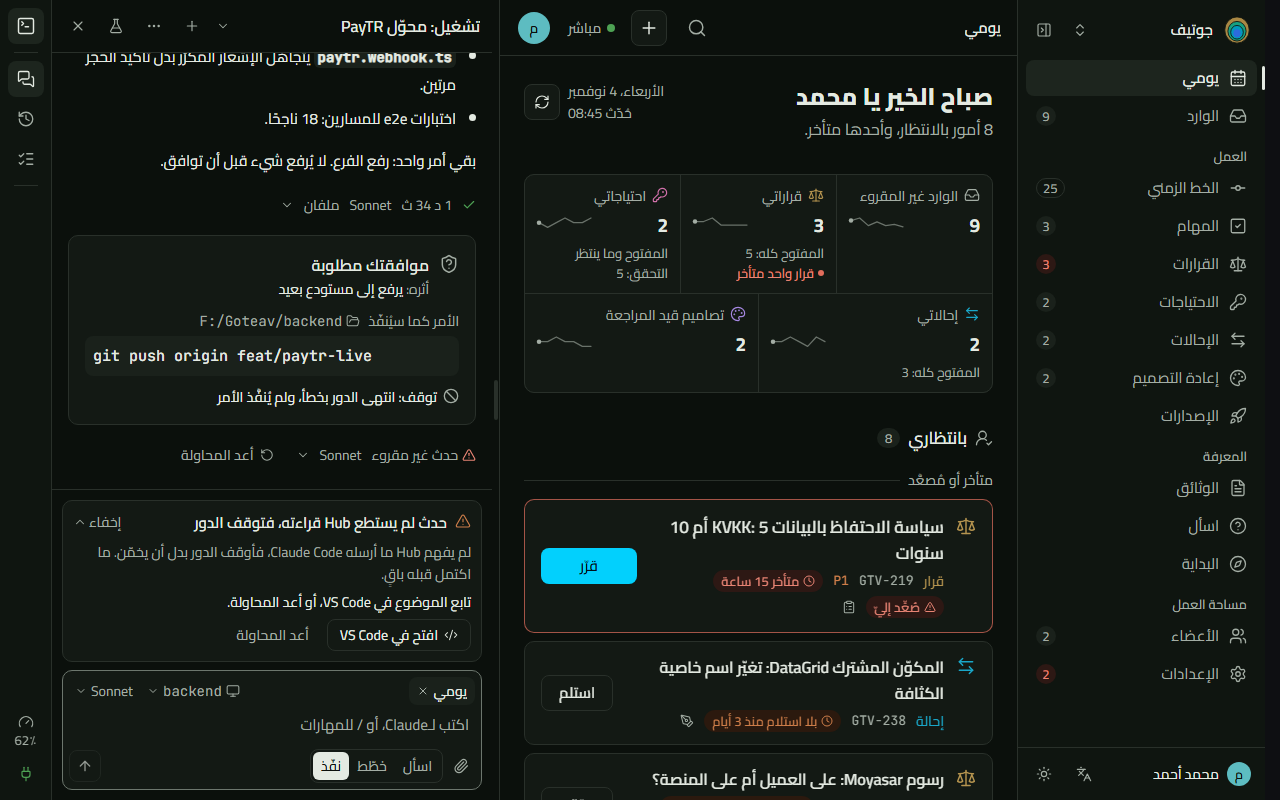 جوتيف
يومي
الوارد
9
العمل
الخط الزمني
25
المهام
3
القرارات
3
الاحتياجات
2
الإحالات
2
إعادة التصميم
2
الإصدارات
المعرفة
الوثائق
اسأل
البداية
مساحة العمل
الأعضاء
2
الإعدادات
2
م
محمد أحمد
يومي
مباشر
م
صباح الخير يا محمد
8 أمور بالانتظار، وأحدها متأخر.
الأربعاء، 4 نوفمبر
حُدّث 08:45
الوارد غير المقروء
9
قراراتي
3
المفتوح كله: 5
قرار واحد متأخر
احتياجاتي
2
المفتوح وما ينتظر
التحقق: 5
إحالاتي
2
المفتوح كله: 3
تصاميم قيد المراجعة
2
بانتظاري
8
متأخر أو مُصعَّد
سياسة الاحتفاظ بالبيانات KVKK: 5 أم 10
سنوات
قرار GTV-219 P1 متأخر 15 ساعة
صُعِّد إليّ
قرّر
المكوّن المشترك DataGrid: تغيّر اسم خاصية
الكثافة
إحالة GTV-238 بلا استلام منذ 3 أيام
استلم
رسوم Moyasar: على العميل أم على المنصة؟
تشغيل: محوّل PayTR
paytr.webhook.ts يتجاهل الإشعار المكرّر بدل تأكيد الحجز
مرتين.
اختبارات e2e للمسارين: 18 ناجحًا.
بقي أمر واحد: رفع الفرع. لا يُرفع شيء قبل أن توافق.
1 د 34 ث Sonnet ملفان
موافقتك مطلوبة
أثره: يرفع إلى مستودع بعيد
الأمر كما سيُنفَّذ F:/Goteav/backend
git push origin feat/paytr-live
توقف: انتهى الدور بخطأ، ولم يُنفَّذ الأمر
حدث غير مقروء Sonnet أعد المحاولة
حدث لم يستطع Hub قراءته، فتوقف الدور
إخفاء
لم يفهم Hub ما أرسله Claude Code، فأوقف الدور بدل أن يخمّن. ما
اكتمل قبله باقٍ.
تابع الموضوع في VS Code، أو أعد المحاولة.
افتح في VS Code
أعد المحاولة
يومي
backend
Sonnet
اكتب لـClaude، أو / للمهارات
اسأل
خطّط
نفّذ
62٪